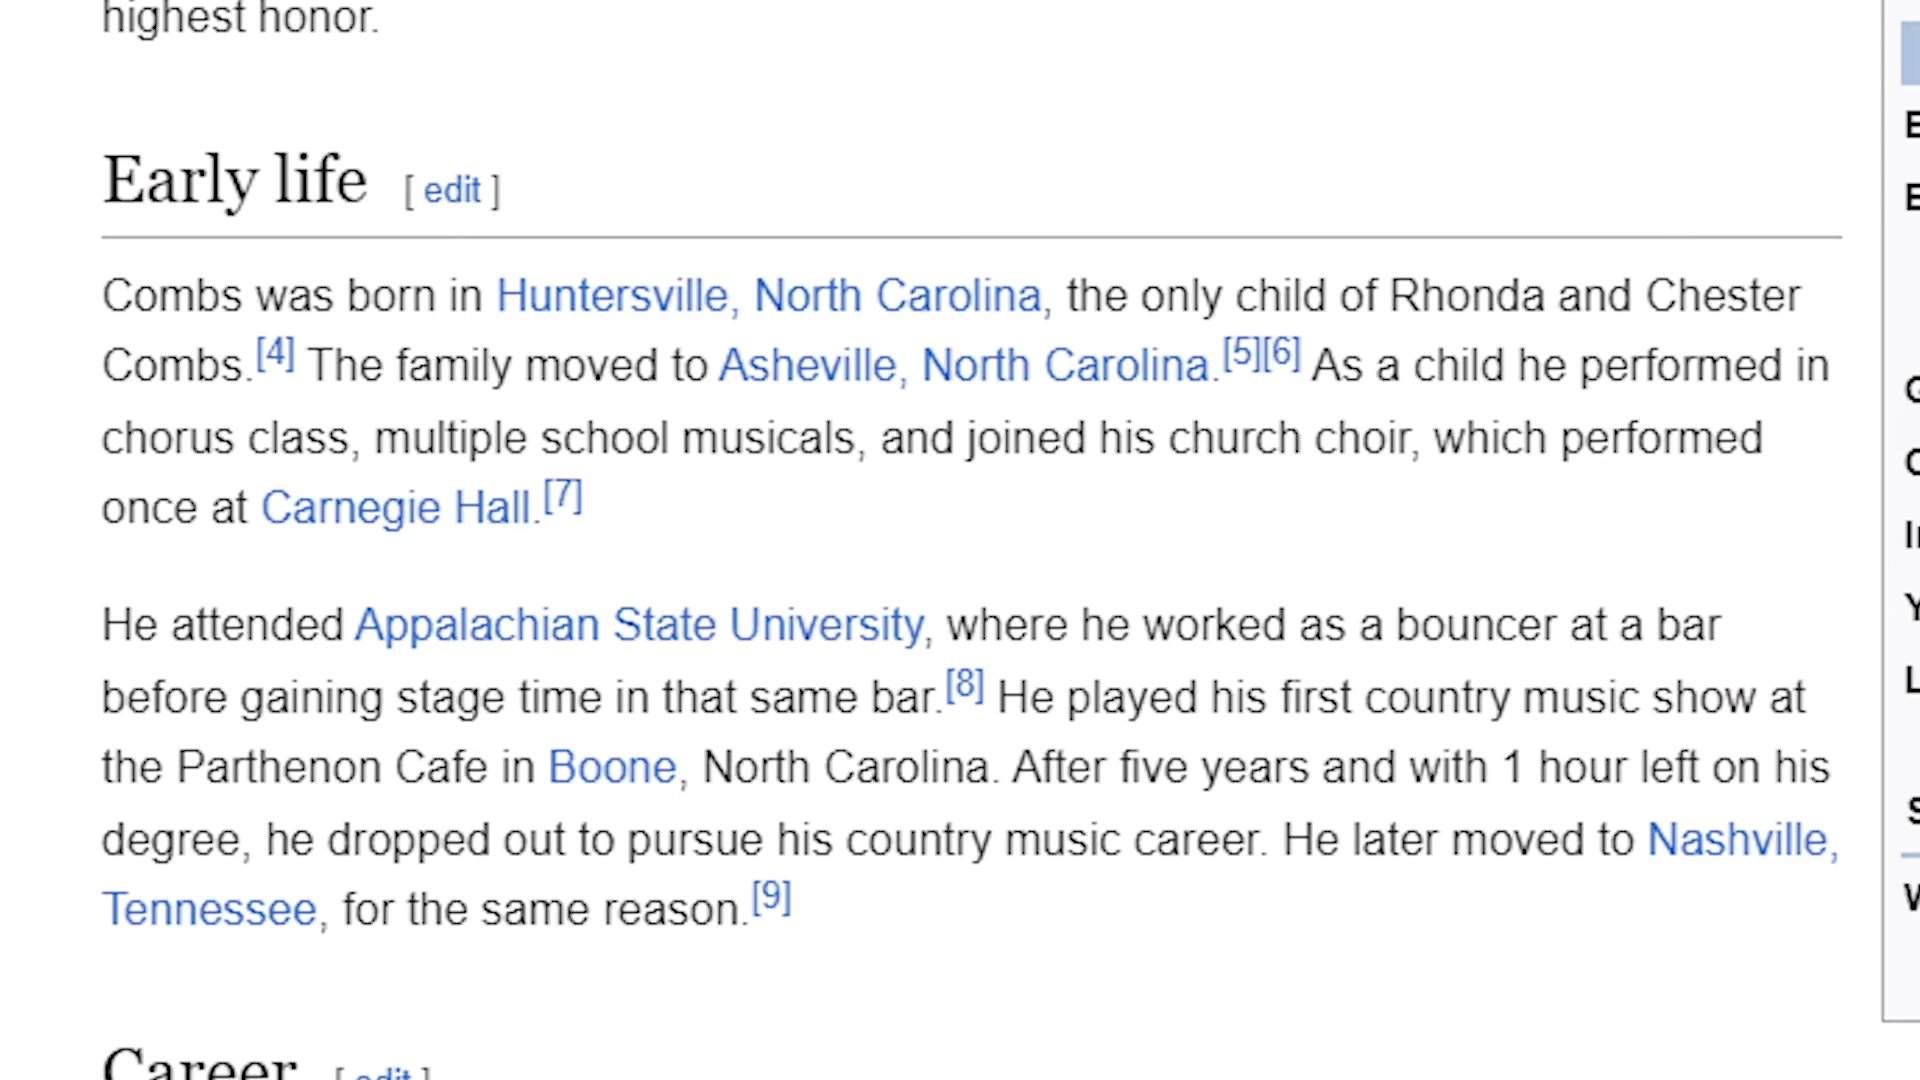 highest honor.
Early life [ edit ]
Combs was born in Huntersville, North Carolina, the only child of Rhonda and Chester
Combs.[4] The family moved to Asheville, North Carolina.[5][6] As a child he performed in
chorus class, multiple school musicals, and joined his church choir, which performed
once at Carnegie Hall.[7]
He attended Appalachian State University, where he worked as a bouncer at a bar
before gaining stage time in that same bar.[8] He played his first country music show at
the Parthenon Cafe in Boone, North Carolina. After five years and with 1 hour left on his
degree, he dropped out to pursue his country music career. He later moved to Nashville,
Tennessee, for the same reason.[9]
Career [ edit ]